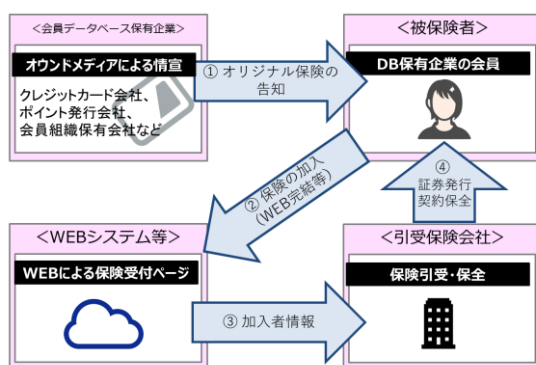 ＜会員データベース保有企業＞
オウンドメディアによる情宣
クレジットカード会社、
ポイント発行会社、
会員組織保有会社など
① オリジナル保険の
告知
＜被保険者＞
DB保有企業の会員
② 保険の加入
(WEB完結等)
④
証券発行
契約保全
＜WEBシステム等＞
WEBによる保険受付ページ
③ 加入者情報
＜引受保険会社＞
保険引受・保全